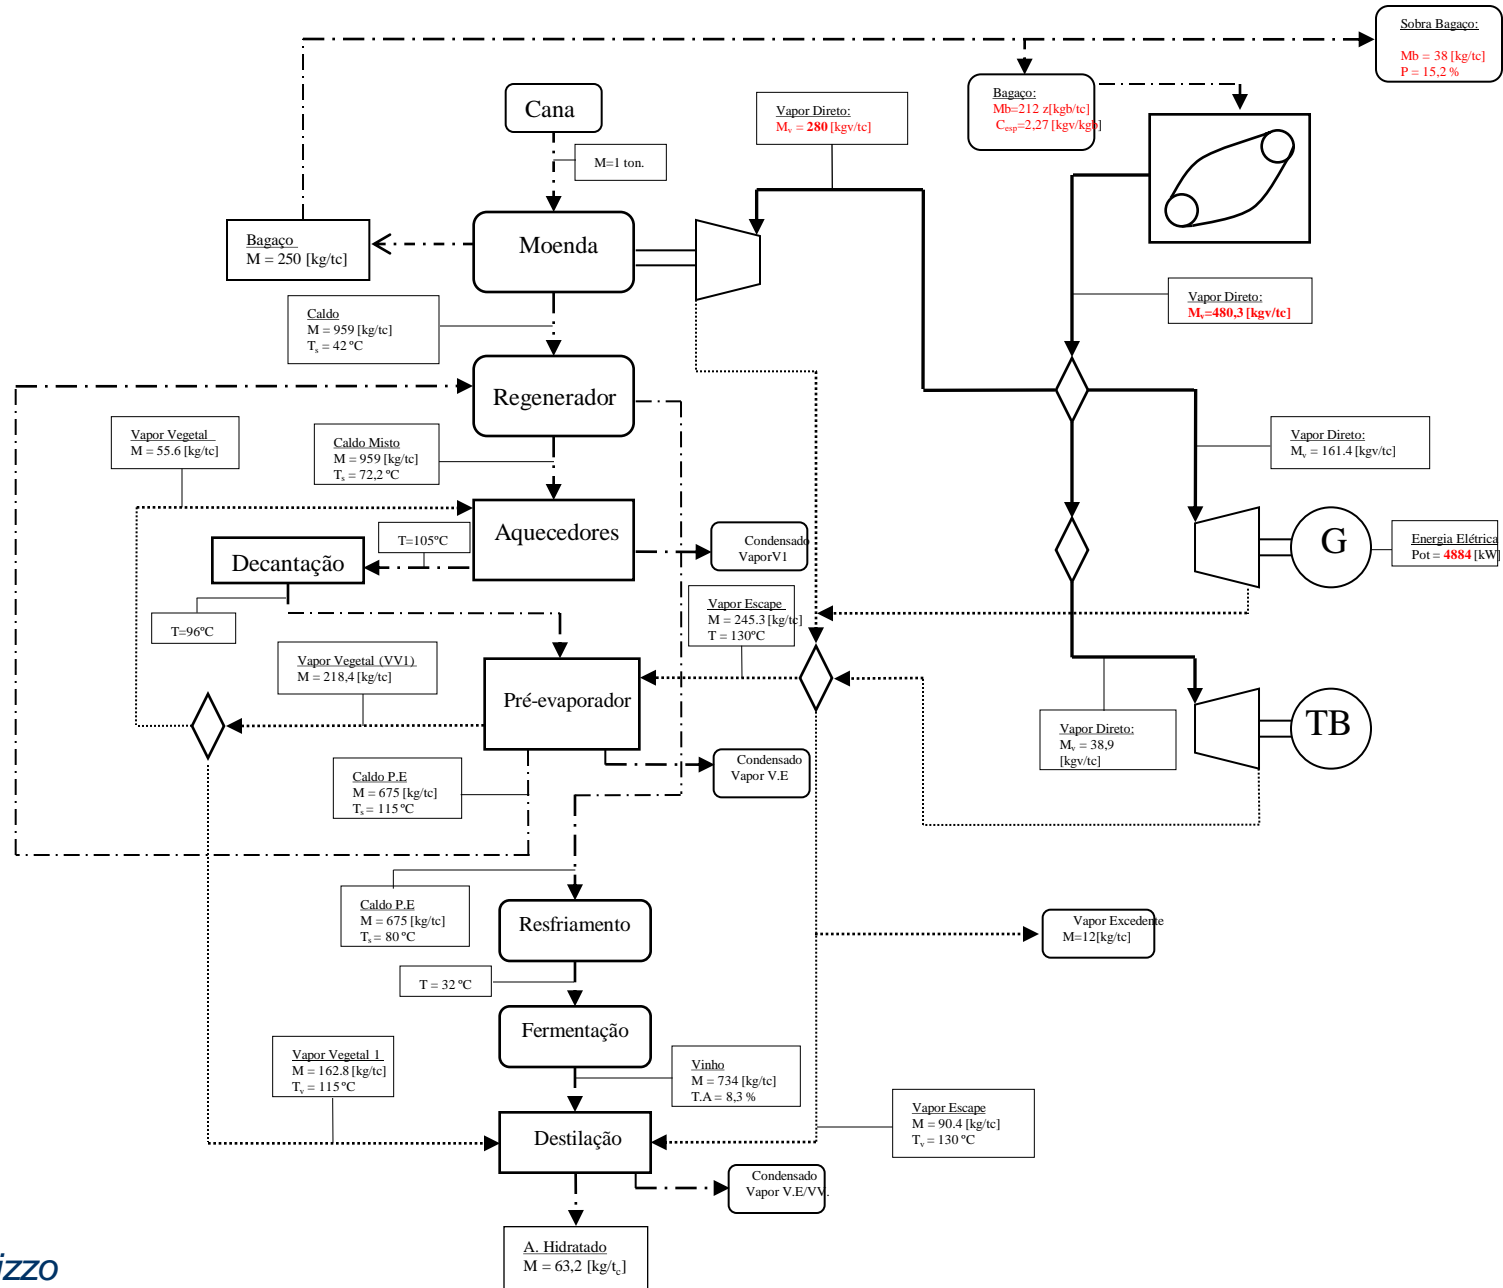 Sobra Bagaço:
Mb = 38 [kg/tc]
P = 15,2 %
Bagaço:
Mb=212 z[kgb/tc]
Cesp=2,27 [kgv/kgb]
Vapor Direto:
Mv = 280 [kgv/tc]
Cana
M=1 ton.
Moenda
Bagaço
M = 250 [kg/tc]
Vapor Direto:
Mv=480,3 [kgv/tc]
Caldo
M = 959 [kg/tc]
Ts = 42 ºC
Regenerador
Vapor Vegetal
M = 55.6 [kg/tc]
Caldo Misto
M = 959 [kg/tc]
Ts = 72,2 ºC
Vapor Direto:
Mv = 161.4 [kgv/tc]
Aquecedores
T=105ºC
Decantação
Condensado
VaporV1
G
Energia Elétrica
Pot = 4884 [kW]
T=96ºC
Vapor Escape
M = 245.3 [kg/tc]
T = 130ºC
Vapor Vegetal (VV1)
M = 218,4 [kg/tc]
Pré-evaporador
TB
Vapor Direto:
Mv = 38,9
[kgv/tc]
Condensado
Vapor V.E
Caldo P.E
M = 675 [kg/tc]
Ts = 115 ºC
Caldo P.E
M = 675 [kg/tc]
Ts = 80 ºC
Resfriamento
Vapor Excedente
M=12[kg/tc]
T = 32 ºC
Fermentação
Vapor Vegetal 1
M = 162.8 [kg/tc]
Tv = 115 ºC
Vinho
M = 734 [kg/tc]
T.A = 8,3 %
Vapor Escape
M = 90.4 [kg/tc]
Tv = 130 ºC
Destilação
Condensado
Vapor V.E/VV.
A. Hidratado
M = 63,2 [kg/tc]
izzo